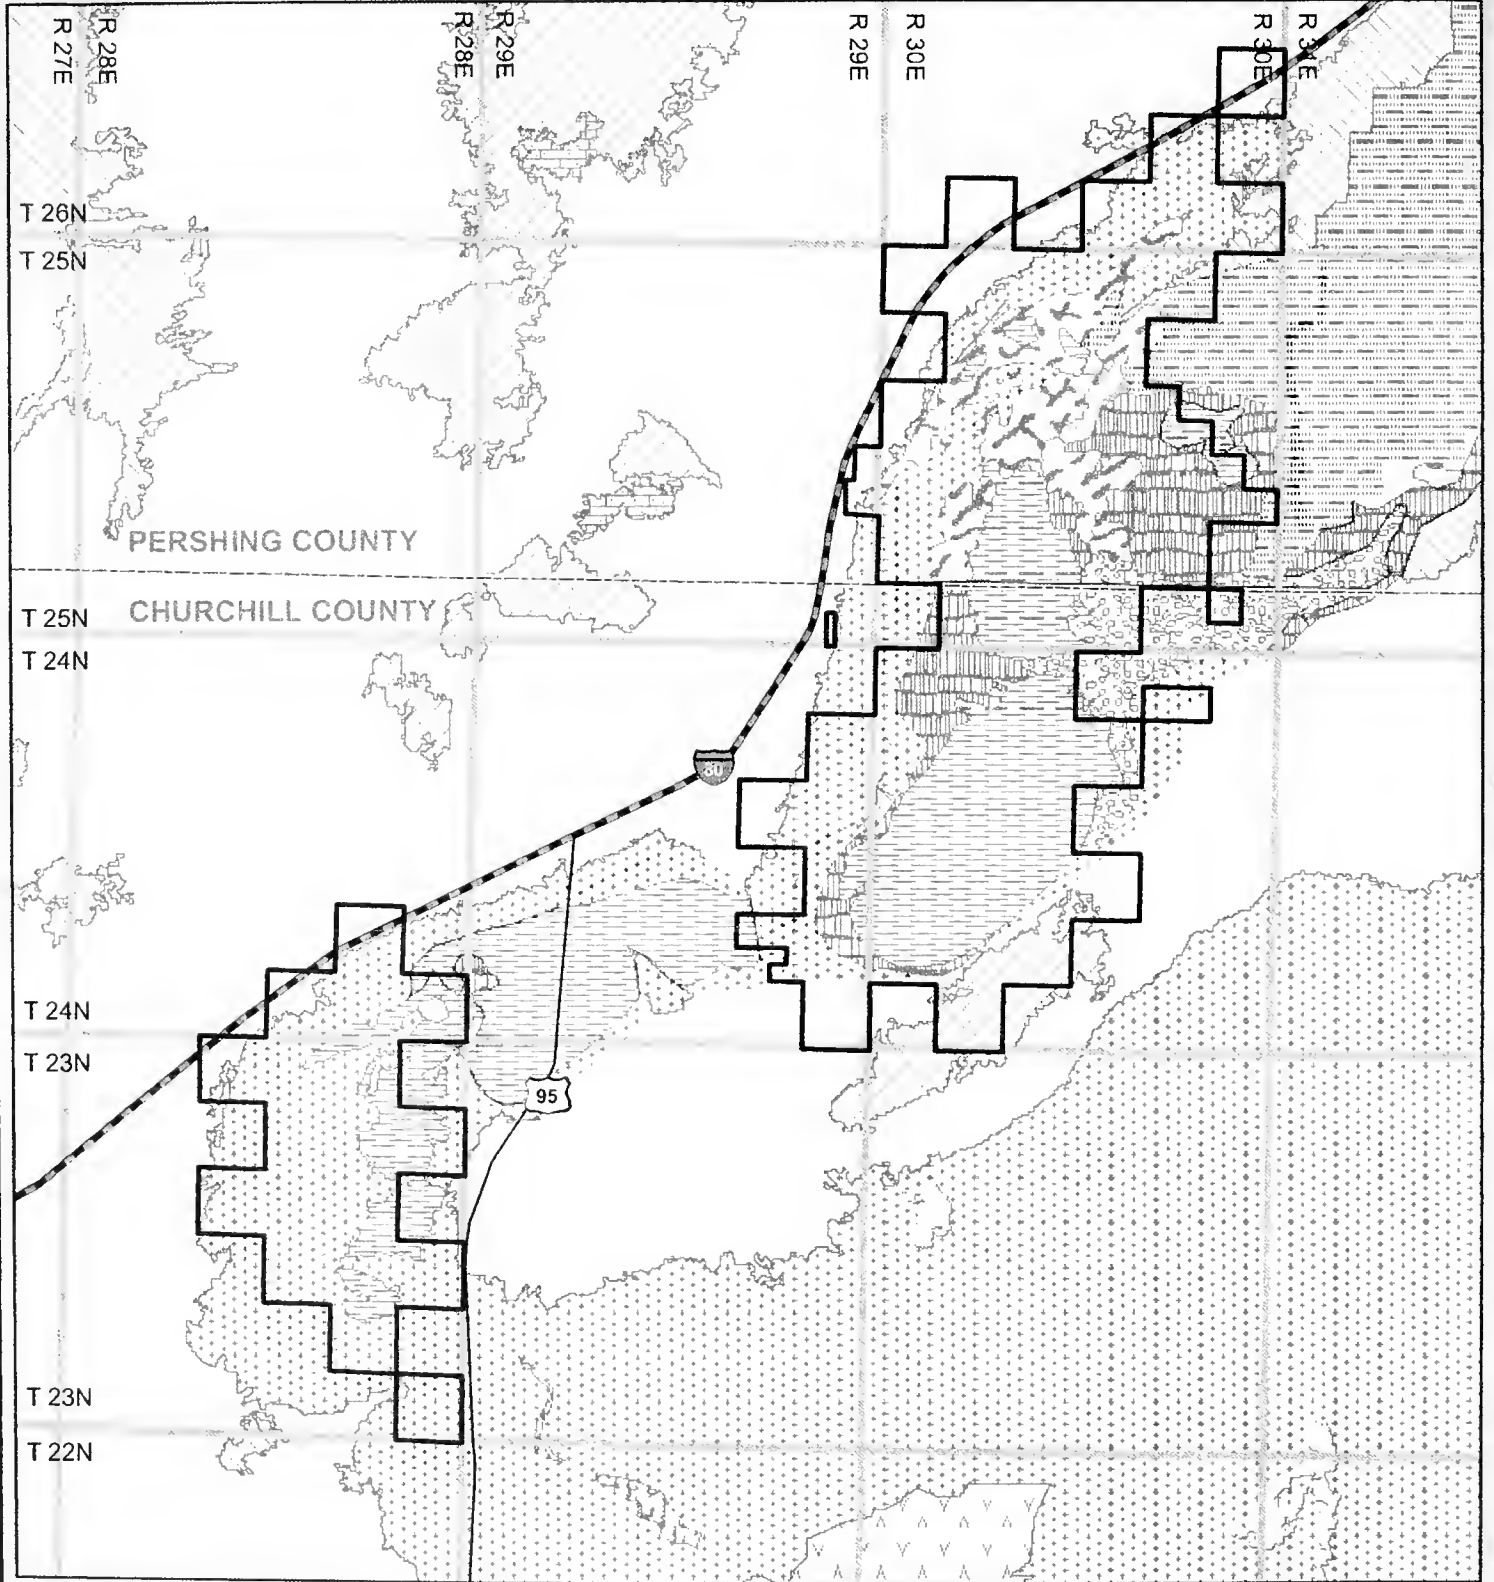 R 27E
R 28E
R 28E
R 29E
R 29E
R 30E
R 30E
R 31E
T 26N
T 25N
PERSHING COUNTY
CHURCHILL COUNTY
T 25N
T 24N
80
T 24N
T 23N
95
T 23N
T 22N